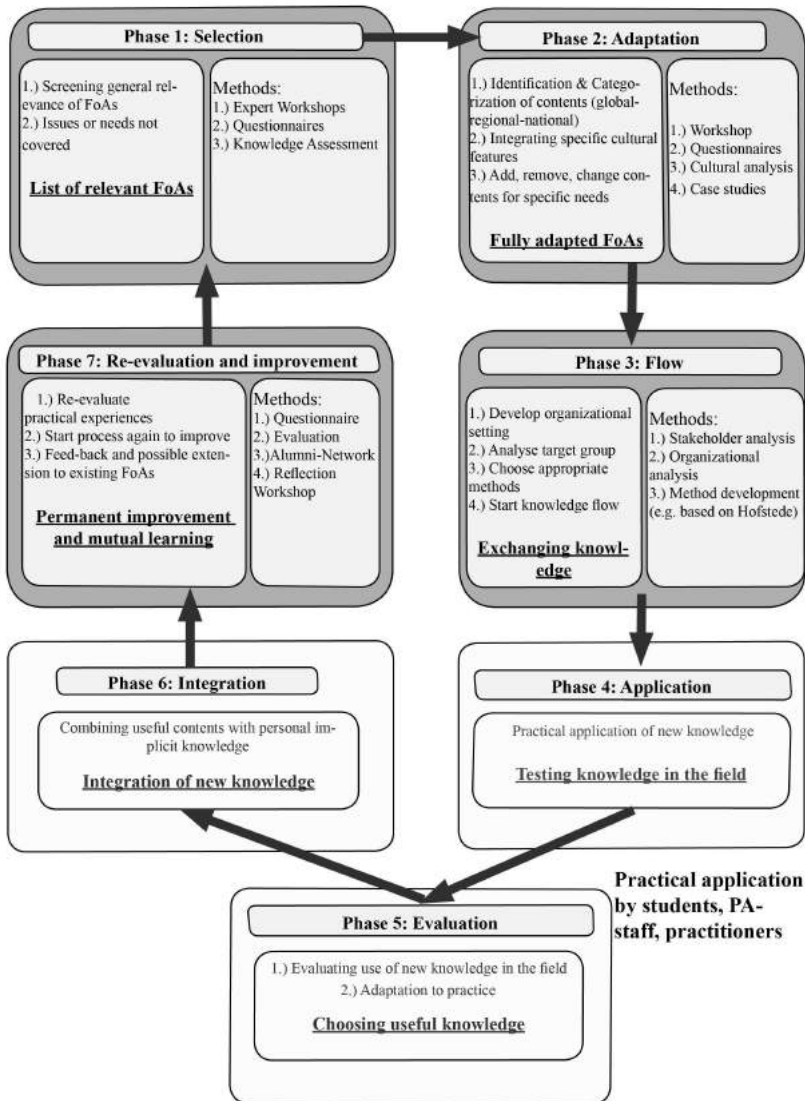 Phase 1: Selection
1.) Screening general rel-
evance of FoAs
2.) Issues or needs not
covered
List of relevant FoAs
Methods:
1.) Expert Workshops
2.) Questionnaires
3.) Knowledge Assessment
Phase 2: Adaptation
1.) Identification & Catego-
rization of contents (global-
regional-national)
2.) Integrating specific cultural
features
3.) Add, remove, change con-
tents for specific needs
Fully adapted FoAs
Methods:
1.) Workshop
2.) Questionnaires
3.) Cultural analysis
4.) Case studies
Phase 7: Re-evaluation and improvement
1.) Re-evaluate
practical experiences
2.) Start process again to improve
3.) Feed-back and possible exten-
sion to existing FoAs
Permanent improvement
and mutual learning
Methods:
1.) Questionnaire
2.) Evaluation
3.)Alumni-Network
4.) Reflection
Workshop
Phase 3: Flow
1.) Develop organizational
setting
2.) Analyse target group
3.) Choose appropriate
methods
4.) Start knowledge flow
Exchanging knowl-
edge
Methods:
1.) Stakeholder analysis
2.) Organizational
analysis
3.) Method development
(e.g. based on Hofstede)
Phase 6: Integration
Combining useful contents with personal im-
plicit knowledge
Integration of new knowledge
Phase 4: Application
Practical application of new knowledge
Testing knowledge in the field
Practical application
by students, PA-
staff, practitioners
Phase 5: Evaluation
1.) Evaluating use of new knowledge in the field
2.) Adaptation to practice
Choosing useful knowledge